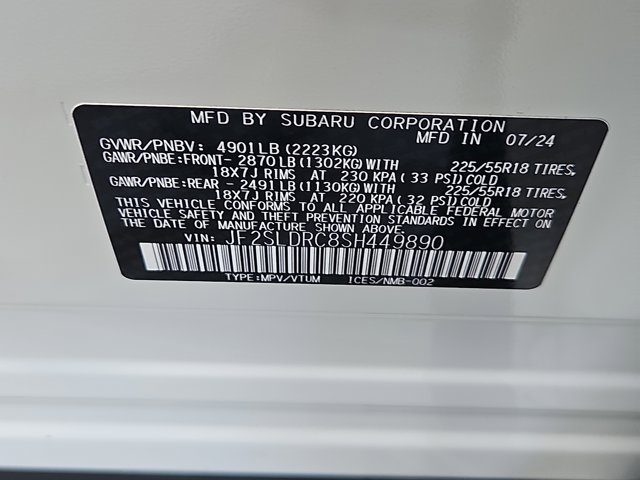 MFD BY SUBARU CORPORATION
MFD IN 07/24
GVWR/PNBV: 4901LB(2223KG)
GAWR/PNBE:FRONT- 2870LB(1302KG)WITH 225/55R18 TIRES,
18X7J RIMS AT 230 KPA( 33 PSI)COLD
GAWR/PNBE:REAR - 2491LB(1130KG)WITH 225/55R18 TIRES,
18X7J RIMS AT 220 KPA( 32 PSI)COLD
THIS VEHICLE CONFORMS TO ALL APPLICABLE FEDERAL MOTOR
VEHICLE SAFETY AND THEFT PREVENTION STANDARDS IN EFFECT ON
THE DATE OF MANUFACTURE SHOWN ABOVE.
VIN: JF2SLDRC8SH449890
TYPE:MPV/VTUM ICES/NMB-002